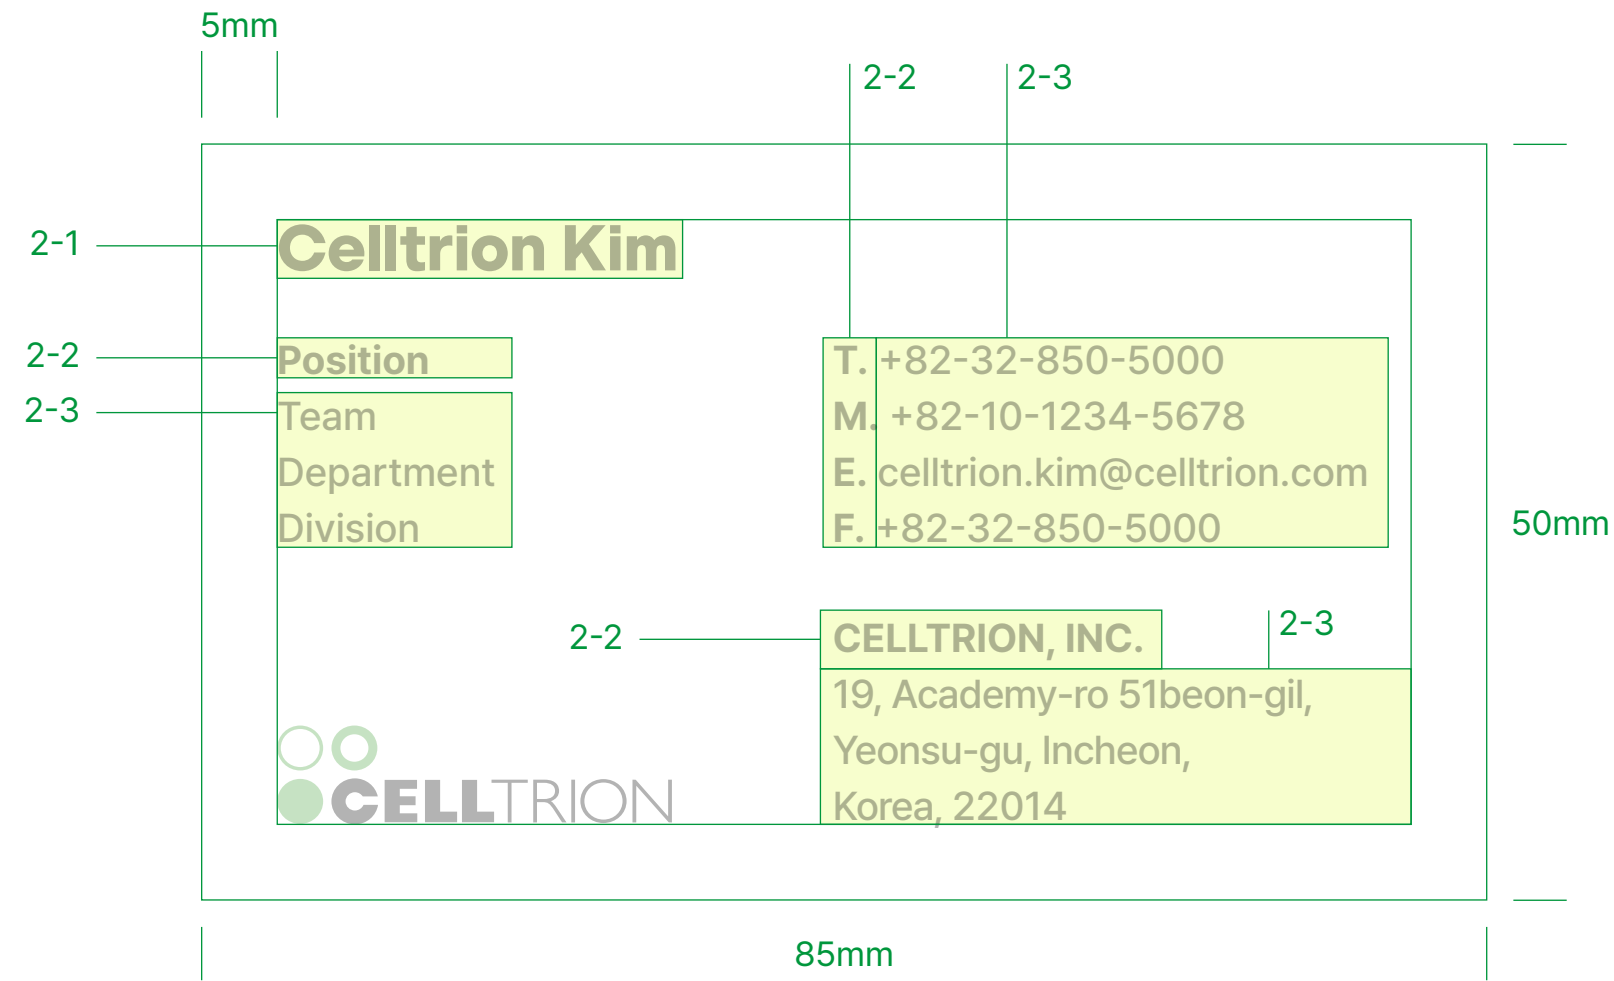 5mm
2-2
2-3
2-1
Celltrion Kim
2-2
Position
T. +82-32-850-5000
2-3
Team
M. +82-10-1234-5678
Department
E. celltrion.kim@celltrion.com
Division
F. +82-32-850-5000
50mm
2-2
CELLTRION, INC.
2-3
19, Academy-ro 51beon-gil,
Yeonsu-gu, Incheon,
Korea, 22014
CELLTRION
85mm